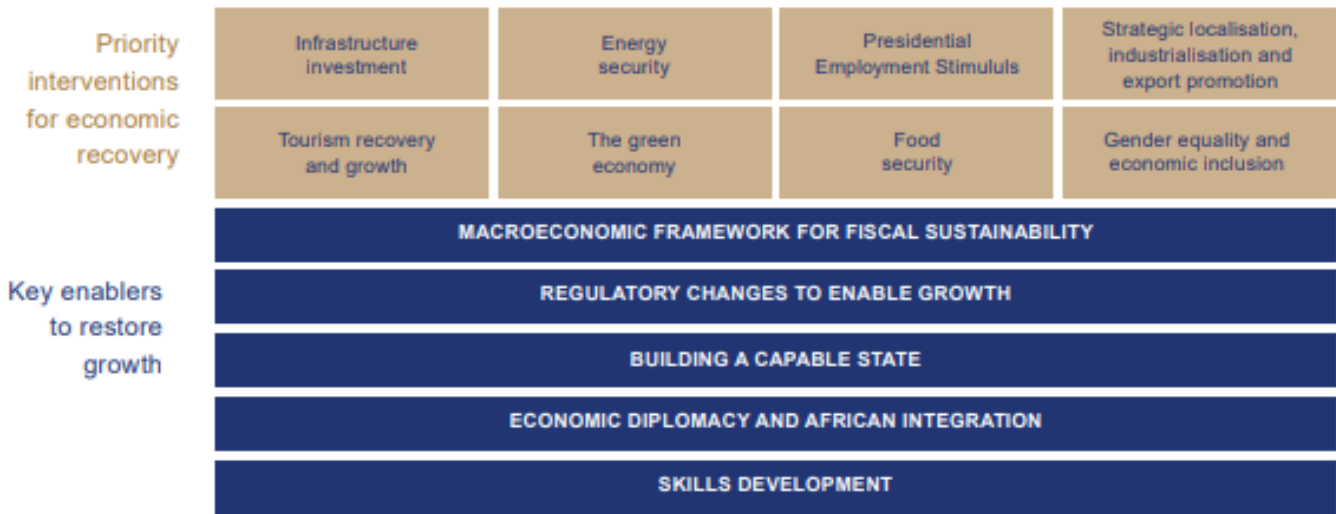 Priority
interventions
for economic
recovery
Infrastructure
investment
Energy
security
Presidential
Employment Stimululs
Strategic localisation,
industrialisation and
export promotion
Tourism recovery
and growth
The green
economy
Food
security
Gender equality and
economic inclusion
Key enablers
to restore
growth
MACROECONOMIC FRAMEWORK FOR FISCAL SUSTAINABILITY
REGULATORY CHANGES TO ENABLE GROWTH
BUILDING A CAPABLE STATE
ECONOMIC DIPLOMACY AND AFRICAN INTEGRATION
SKILLS DEVELOPMENT